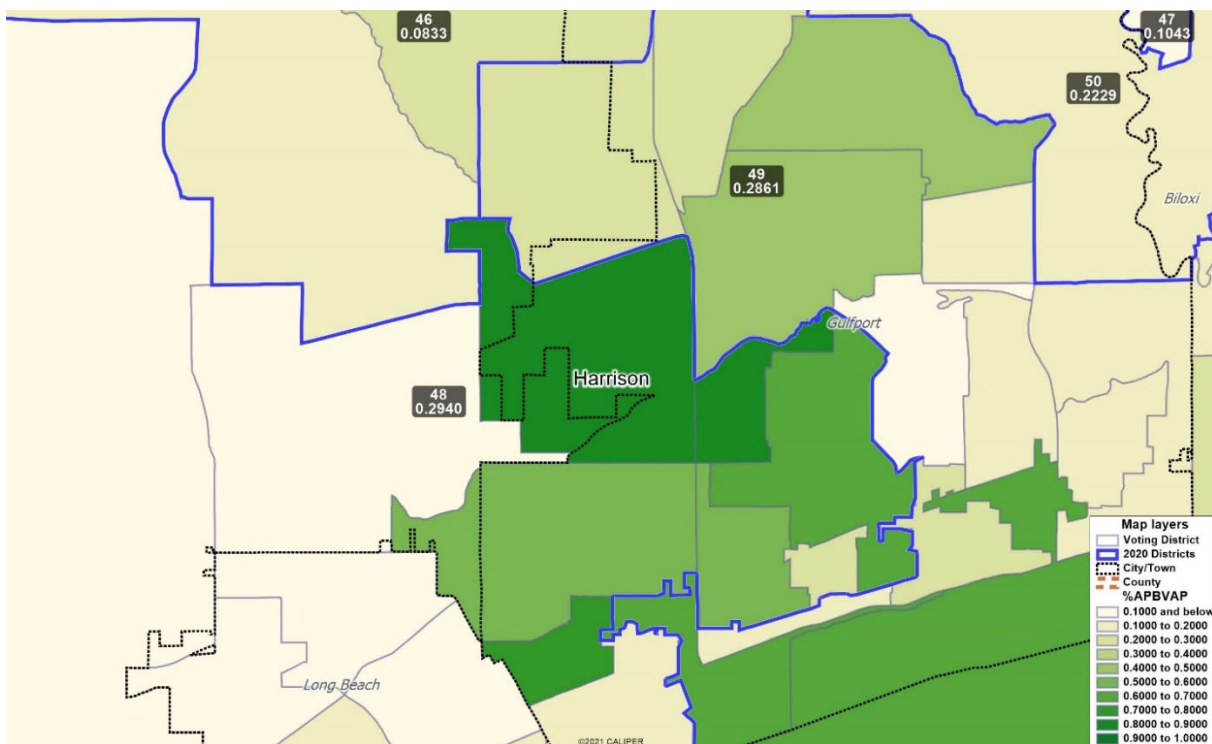 46
0.0833
47
0.1043
50
0.2229
49
0.2861
Biloxi
Gulfport
Harrison
48
0.2940
Long Beach
Map layers
Voting District
2020 Districts
City/Town
County
%APBVAP
0.1000 and below
0.1000 to 0.2000
0.2000 to 0.3000
0.3000 to 0.4000
0.4000 to 0.5000
0.5000 to 0.6000
0.6000 to 0.7000
0.7000 to 0.8000
0.8000 to 0.9000
0.9000 to 1.0000
©2021 CALIPER